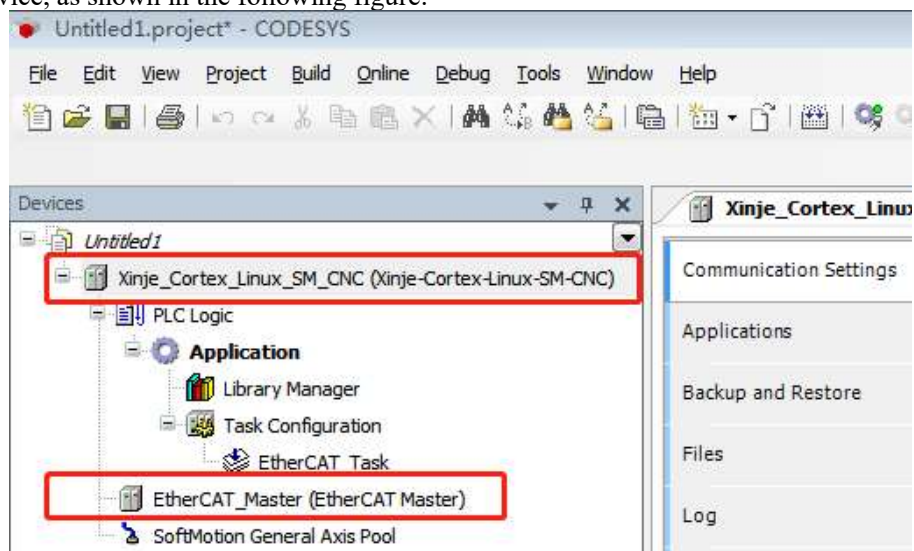 vice, as shown in the following figure.
Untitled1.project* - CODESYS
File Edit View Project Build Online Debug Tools Window Help
Devices
Untitled1
Xinje_Cortex_Linux_SM_CNC (Xinje-Cortex-Linux-SM-CNC)
PLC Logic
Application
Library Manager
Task Configuration
EtherCAT_Task
EtherCAT_Master (EtherCAT Master)
SoftMotion General Axis Pool
Xinje_Cortex_Linux
Communication Settings
Applications
Backup and Restore
Files
Log